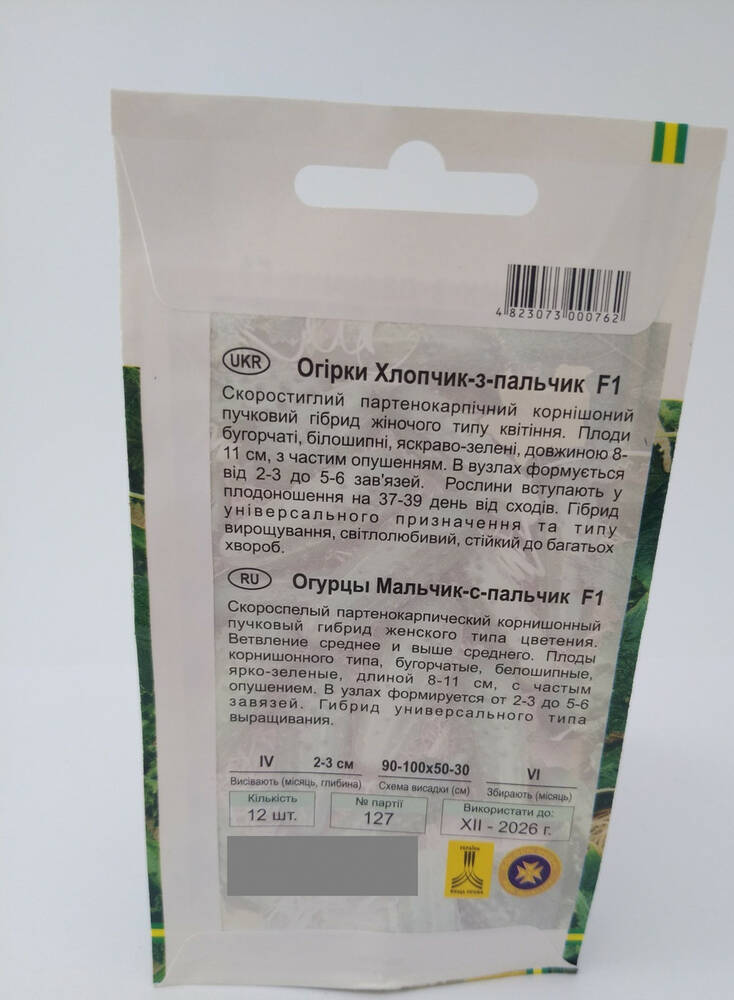 4 823073 000762
UKR Огірки Хлопчик-з-пальчик F1
Скоростиглий партенокарпічний корнішоний
пучковий гібрид жіночого типу квітіння. Плоди
бугорчаті, білошипні, яскраво-зелені, довжиною 8-
11 см, з частим опушенням. В вузлах формується
від 2-3 до 5-6 зав'язей. Рослини вступають у
плодоношення на 37-39 день від сходів. Гібрид
універсального призначення та типу
вирощування, світлолюбивий, стійкий до багатьох
хвороб.
RU Огурцы Мальчик-с-пальчик F1
Скороспелый партенокарпический корнишонный
пучковый гибрид женского типа цветения.
Ветвление среднее и выше среднего. Плоды
корнишонного типа, бугорчатые, белошипные,
ярко-зеленые, длиной 8-11 см, с частым
опушением. В узлах формируется от 2-3 до 5-6
завязей. Гибрид универсального типа
выращивания.
IV 2-3 см 90-100х50-30 VI
Висівають (місяць, глибина) Схема висадки (см) Збирають (місяць)
Кількість № партії Використати до:
12 шт. 127 XII - 2026 г.
УКРАЇНИ